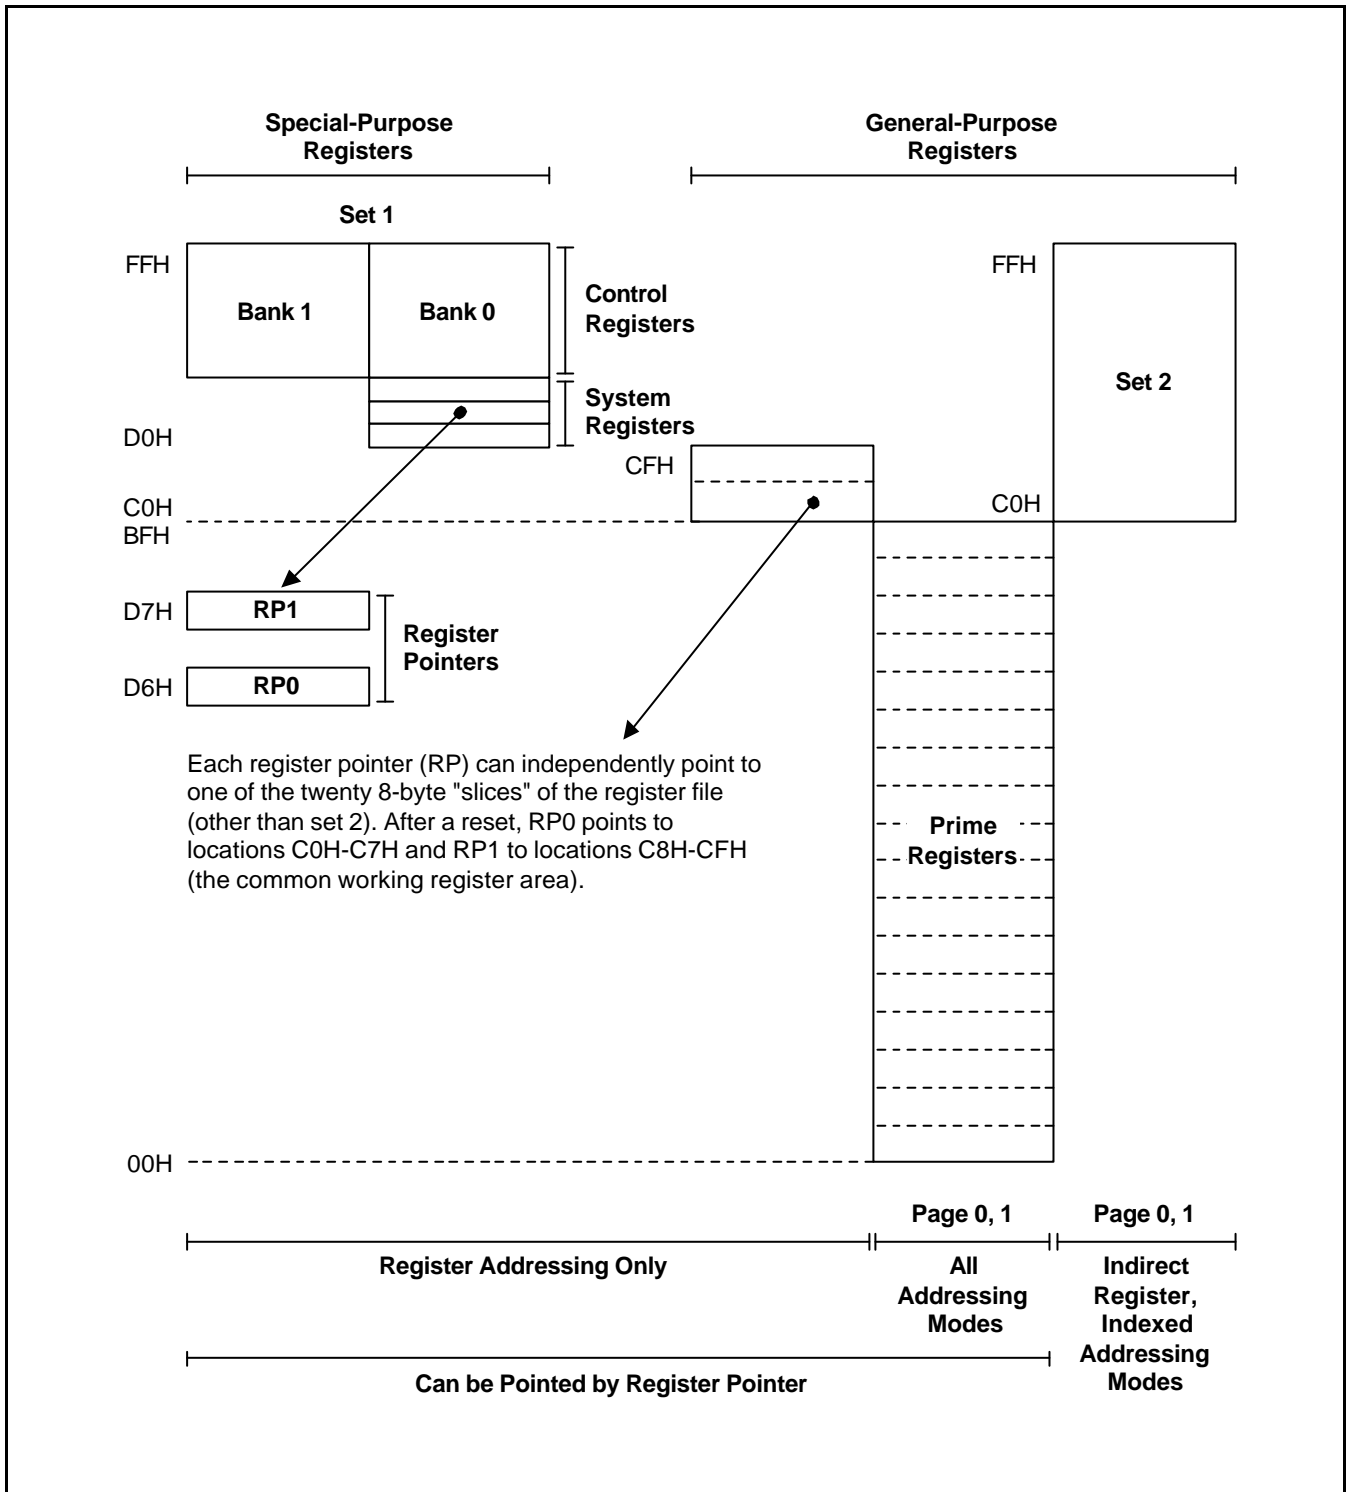 Special-Purpose
Registers
General-Purpose
Registers
Set 1
FFH
Bank 1
Bank 0
Control
Registers
FFH
Set 2
System
Registers
D0H
CFH
C0H
C0H
BFH
D7H
RP1
Register
Pointers
D6H
RP0
Each register pointer (RP) can independently point to
one of the twenty 8-byte "slices" of the register file
(other than set 2). After a reset, RP0 points to
locations C0H-C7H and RP1 to locations C8H-CFH
(the common working register area).
Prime
Registers
00H
Page 0, 1
Page 0, 1
Register Addressing Only
All
Addressing
Modes
Indirect
Register,
Indexed
Addressing
Modes
Can be Pointed by Register Pointer